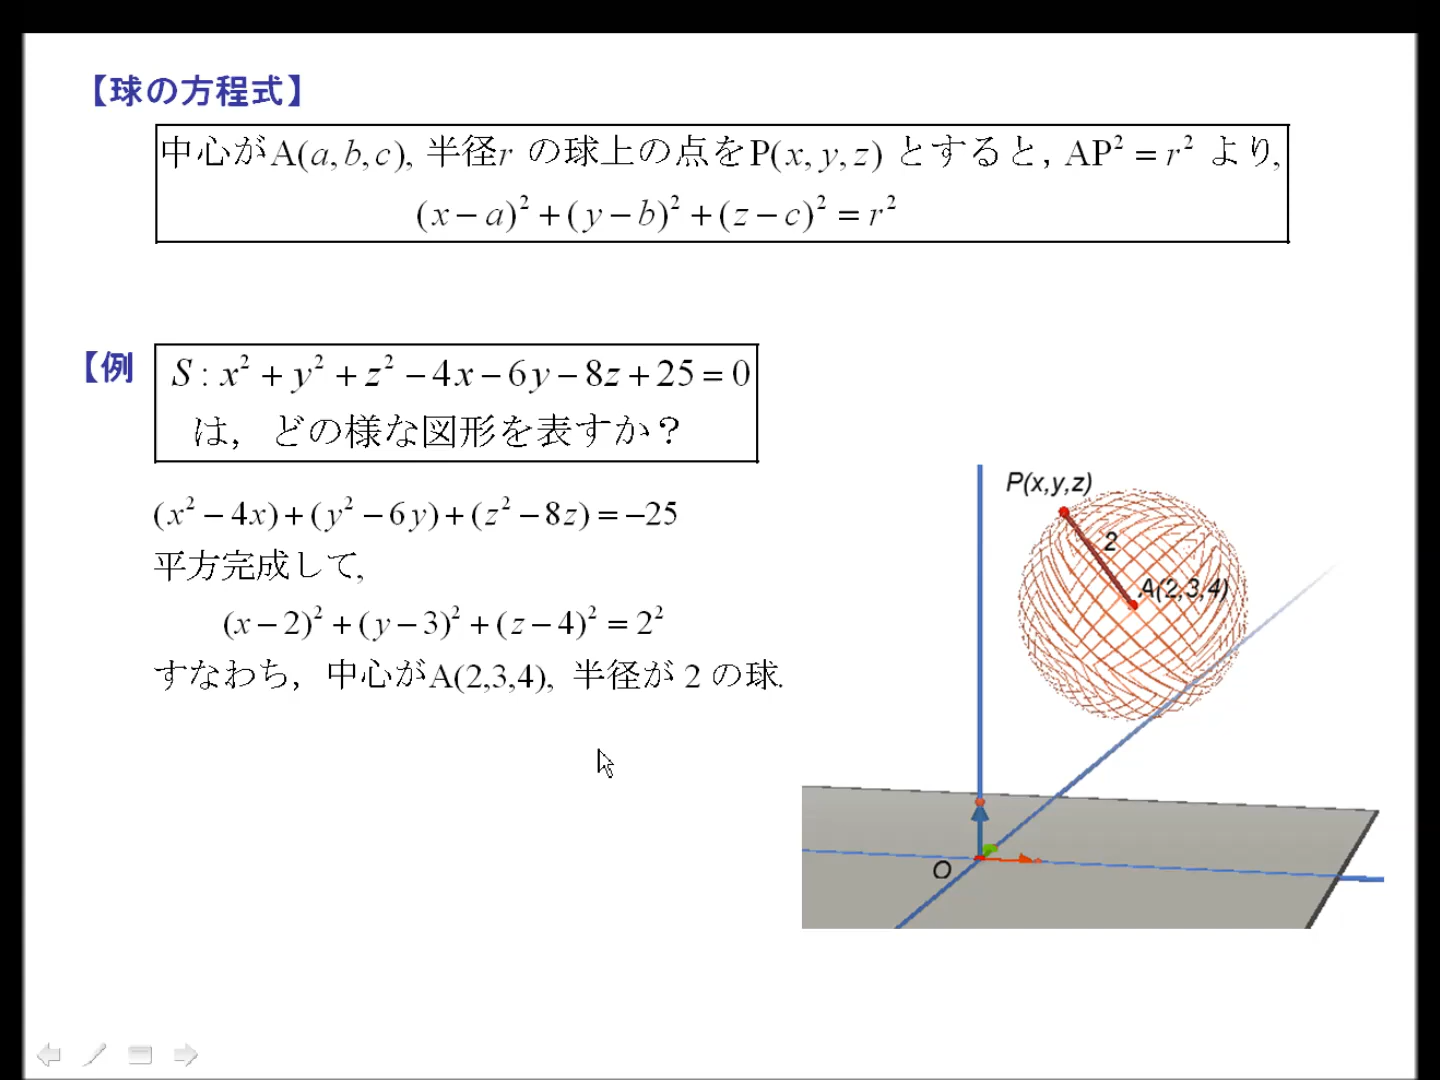 【球の方程式】
中心がA(a,b,c), 半径r の球上の点をP(x,y,z) とすると, AP² = r² より,
(x−a)²+(y−b)²+(z−c)²=r²
【例
S : x² + y² + z² − 4x − 6y − 8z + 25 = 0
は, どの様な図形を表すか？
(x² − 4x)+(y² − 6y)+(z² − 8z) = −25
平方完成して,
(x−2)²+(y−3)²+(z−4)² = 2²
すなわち, 中心がA(2,3,4), 半径が 2 の球.
P(x,y,z)
2
A(2,3,4)
O